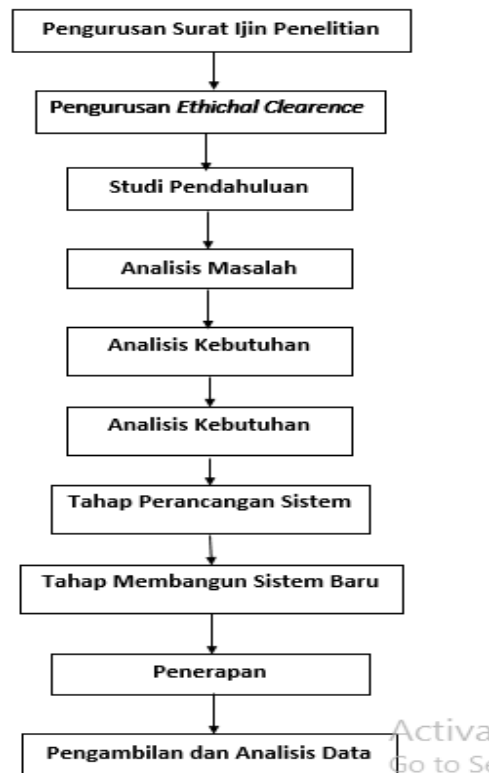 Pengurusan Surat Ijin Penelitian
Pengurusan Ethichal Clearence
Studi Pendahuluan
Analisis Masalah
Analisis Kebutuhan
Analisis Kebutuhan
Tahap Perancangan Sistem
Tahap Membangun Sistem Baru
Penerapan
Pengambilan dan Analisis Data
Activa
Go to Se